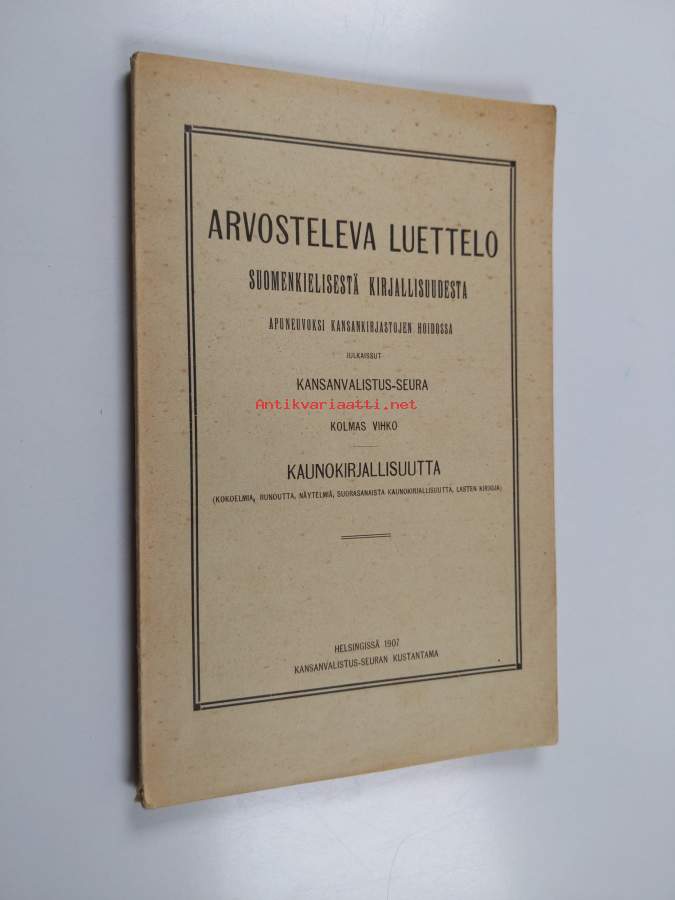 ARVOSTELEVA LUETTELO
SUOMENKIELISESTÄ KIRJALLISUUDESTA
APUNEUVOKSI KANSANKIRJASTOJEN HOIDOSSA
JULKAISSUT
KANSANVALISTUS-SEURA
Antikvariaatti.net
KOLMAS VIHKO
KAUNOKIRJALLISUUTTA
(KOKOELMIA, RUNOUTTA, NÄYTELMIÄ, SUORASANAISTA KAUNOKIRJALLISUUTTA, LASTEN KIRJOJA)
HELSINGISSÄ 1907
KANSANVALISTUS-SEURAN KUSTANTAMA